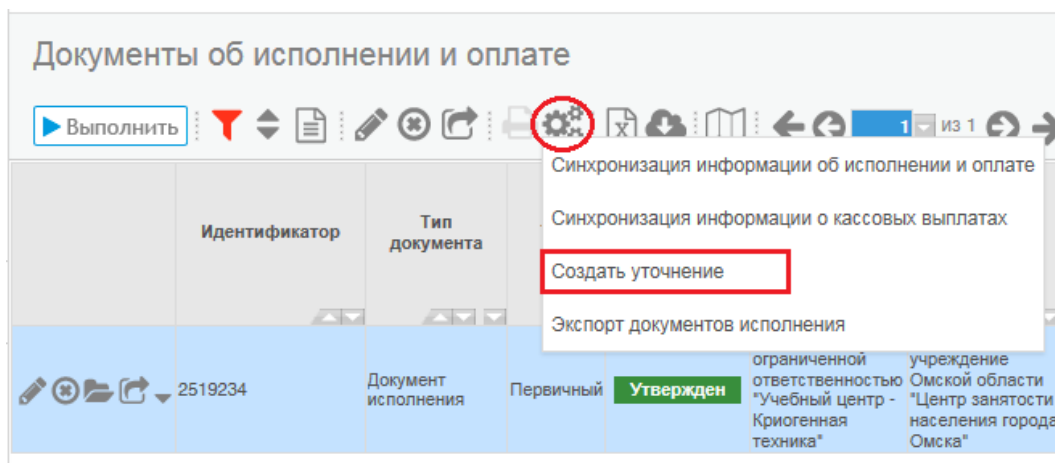 Документы об исполнении и оплате
Выполнить
1 из 1
Синхронизация информации об исполнении и оплате
Синхронизация информации о кассовых выплатах
Создать уточнение
Экспорт документов исполнения
Идентификатор
Тип
документа
2519234
Документ
исполнения
Первичный
Утвержден
ограниченной
ответственностью
"Учебный центр -
Криогенная
техника"
учреждение
Омской области
"Центр занятости
населения города
Омска"